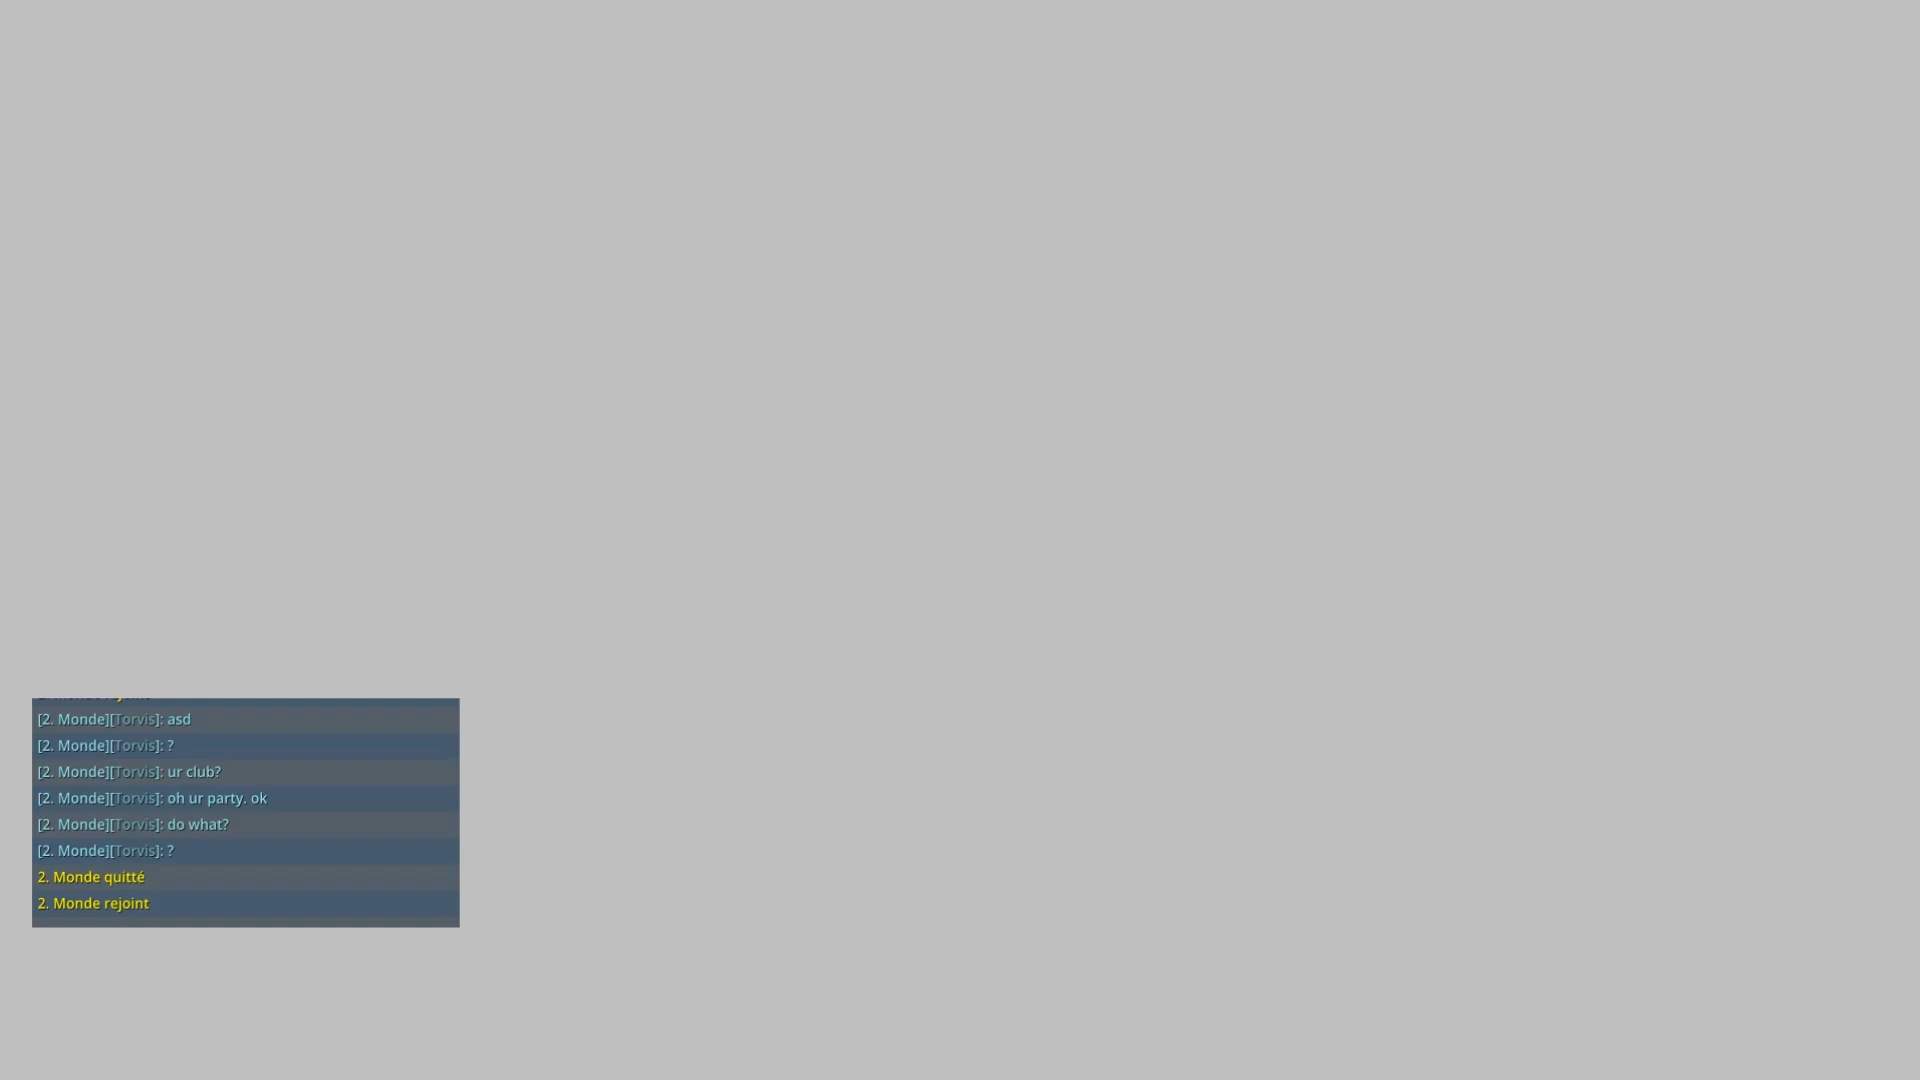 [2. Monde][Torvis]: asd
[2. Monde][Torvis]: ?
[2. Monde][Torvis]: ur club?
[2. Monde][Torvis]: oh ur party. ok
[2. Monde][Torvis]: do what?
[2. Monde][Torvis]: ?
2. Monde quitté
2. Monde rejoint